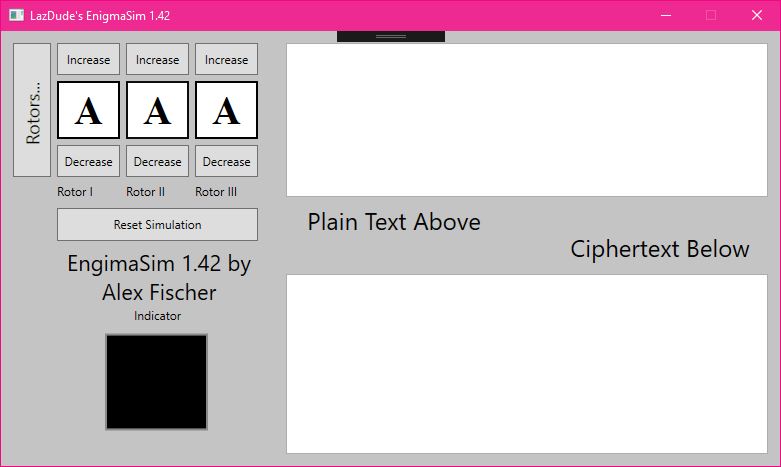 LazDude's EnigmaSim 1.42
Rotors...
Increase Increase Increase
A A A
Decrease Decrease Decrease
Rotor I Rotor II Rotor III
Reset Simulation
EngimaSim 1.42 by
Alex Fischer
Indicator
Plain Text Above
Ciphertext Below